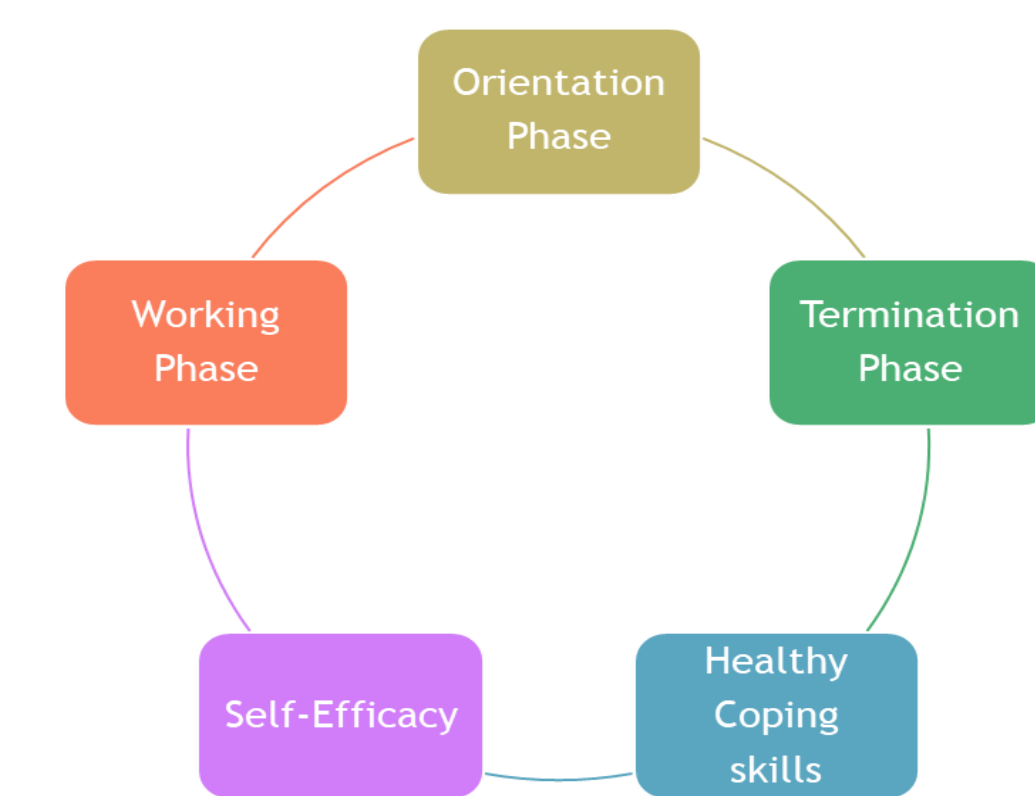 Orientation
Phase
Working
Phase
Termination
Phase
Self-Efficacy
Healthy
Coping
skills